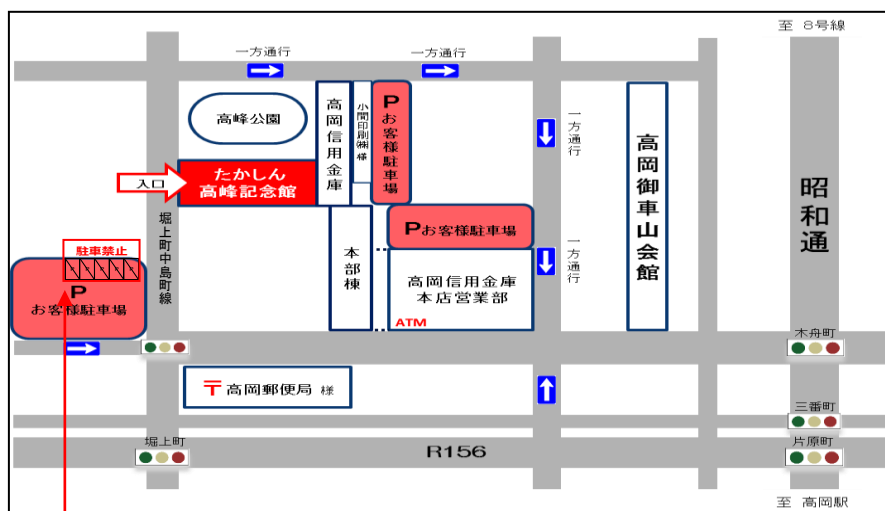 至 8号線
一方通行
一方通行
高峰公園
高岡信用金庫
小間印刷㈱様
P
お客様駐車場
一方通行
高岡御車山会館
昭和通
入口
たかしん
高峰記念館
堀上町中島町線
本部棟
Pお客様駐車場
一方通行
駐車禁止
P
お客様駐車場
高岡信用金庫
本店営業部
ATM
木舟町
〒高岡郵便局 様
三番町
堀上町
R156
片原町
至 高岡駅